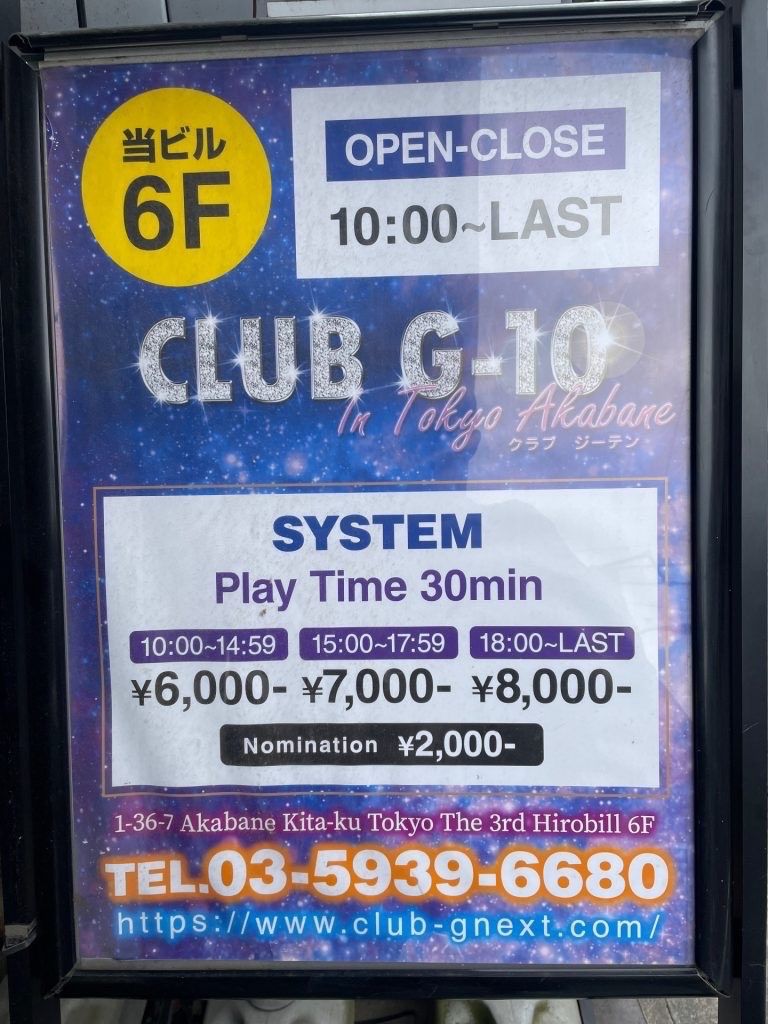 当ビル
6F
OPEN-CLOSE
10:00~LAST
CLUB G-10
In Tokyo Akabane
クラブ ジーテン
SYSTEM
Play Time 30min
10:00~14:59 15:00~17:59 18:00~LAST
¥6,000- ¥7,000- ¥8,000-
Nomination ¥2,000-
1-36-7 Akabane Kita-ku Tokyo The 3rd Hirobill 6F
TEL.03-5939-6680
https://www.club-gnext.com/